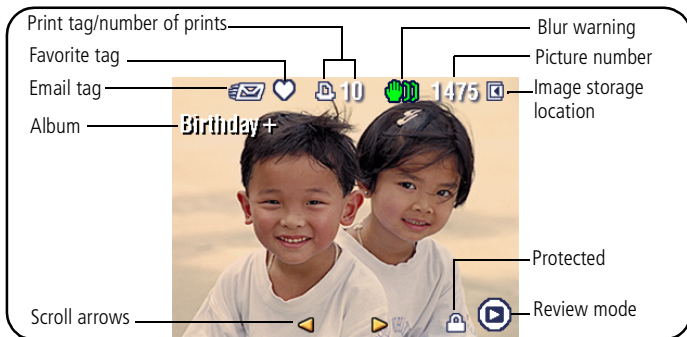 Print tag/number of prints
Favorite tag
Email tag
Album
Blur warning
Picture number
Image storage
location
10
1475
Birthday+
Protected
Review mode
Scroll arrows